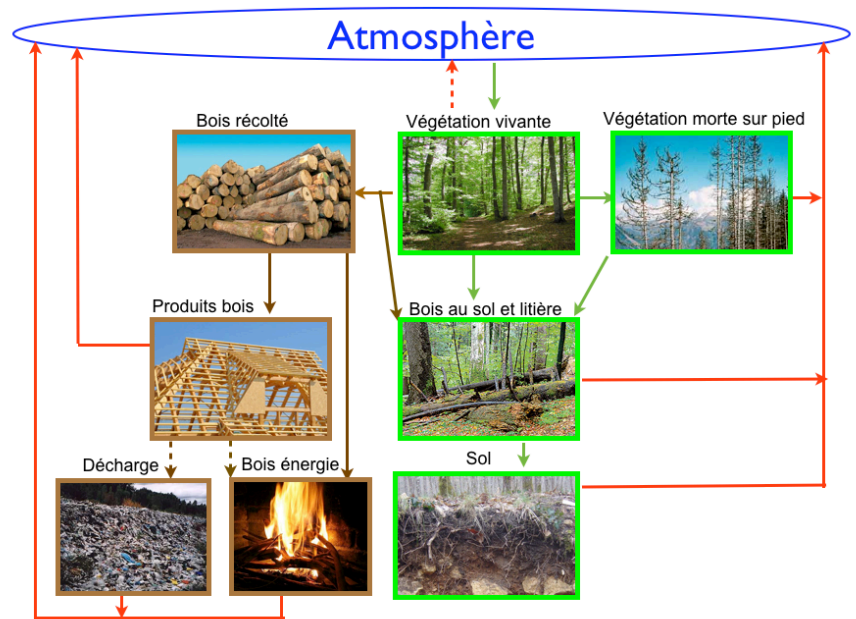 Atmosphère
Bois récolté
Végétation vivante
Végétation morte sur pied
Produits bois
Bois au sol et litière
Décharge
Bois énergie
Sol